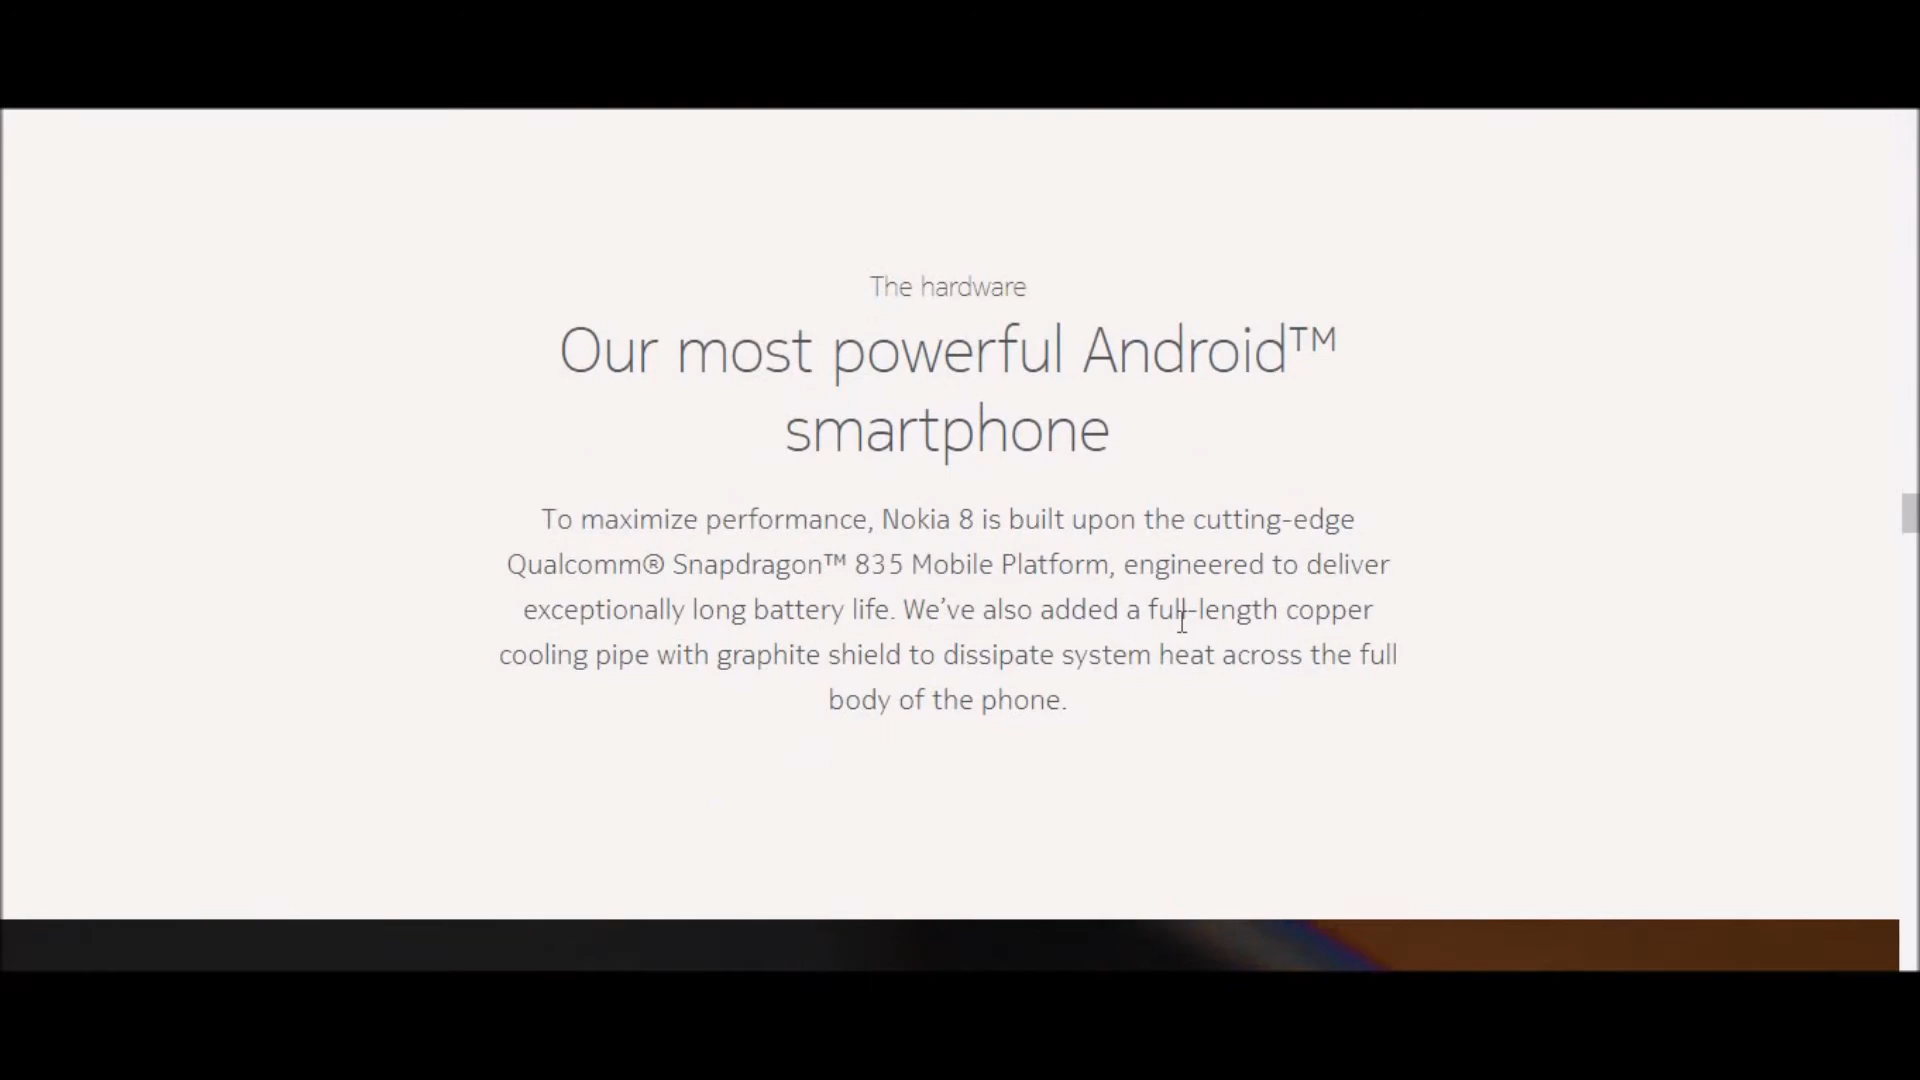 The hardware
Our most powerful Android™
smartphone
To maximize performance, Nokia 8 is built upon the cutting-edge
Qualcomm® Snapdragon™ 835 Mobile Platform, engineered to deliver
exceptionally long battery life. We’ve also added a full-length copper
cooling pipe with graphite shield to dissipate system heat across the full
body of the phone.